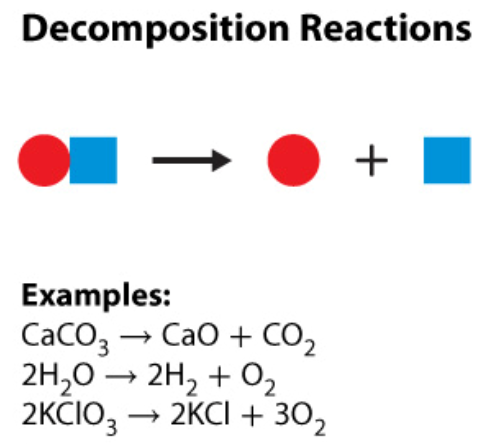 Decomposition Reactions
+
Examples:
CaCO₃ → CaO + CO₂
2H₂O → 2H₂ + O₂
2KClO₃ → 2KCl + 3O₂